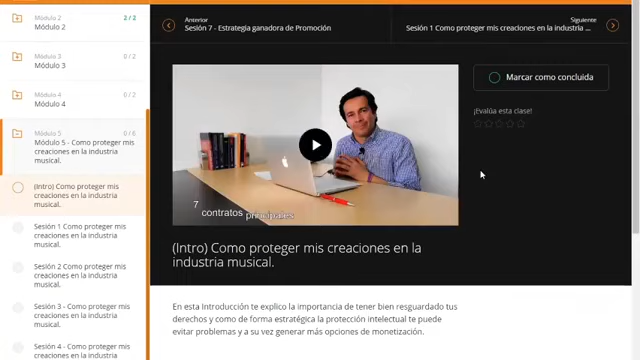 Módulo 2
2/2
Módulo 2
Módulo 3
0/2
Módulo 3
Módulo 4
0/2
Módulo 4
Módulo 5
0/6
Módulo 5 - Como proteger mis
creaciones en la industria
musical.
(Intro) Como proteger mis
creaciones en la industria
musical.
Sesión 1 Como proteger mis
creaciones en la industria
musical.
Sesión 2 Como proteger mis
creaciones en la industria
musical.
Sesión 3 - Como proteger mis
creaciones en la industria
musical.
Sesión 4 - Como proteger mis
Anterior
Sesión 7 - Estrategia ganadora de Promoción
Siguiente
Sesión 1 Como proteger mis creaciones en la industria ...
7
contratos
principales
Marcar como concluida
¡Evalúa esta clase!
(Intro) Como proteger mis creaciones en la
industria musical.
En esta Introducción te explico la importancia de tener bien resguardado tus
derechos y como de forma estratégica la protección intelectual te puede
evitar problemas y a su vez generar más opciones de monetización.